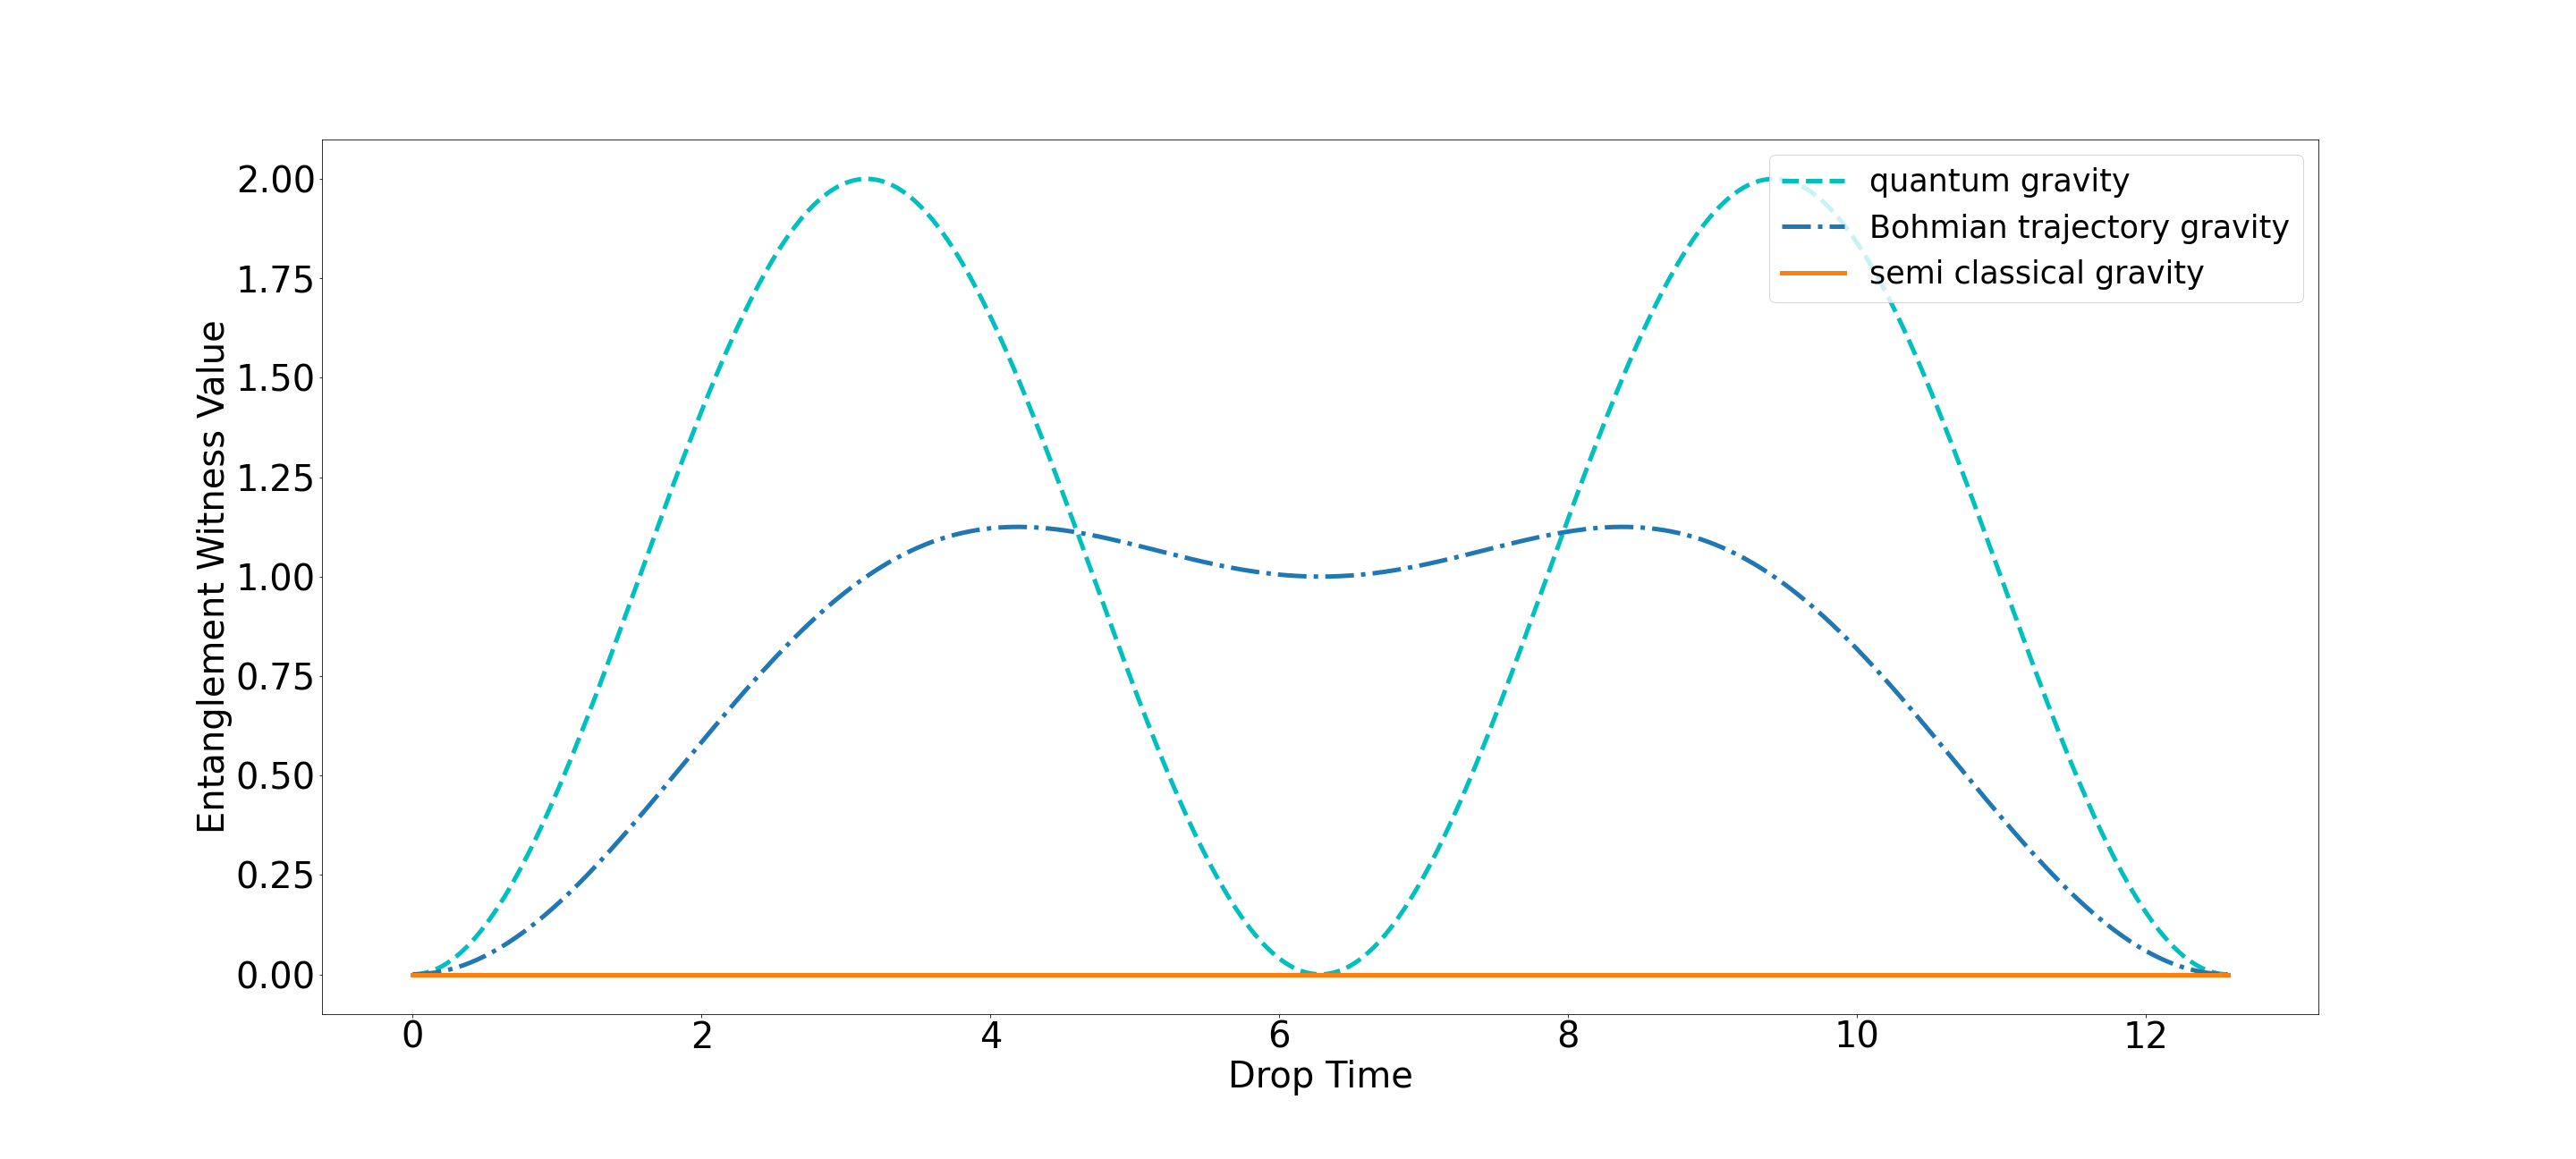 2.00
1.75
1.50
1.25
1.00
0.75
0.50
0.25
0.00
Entanglement Witness Value
quantum gravity
Bohmian trajectory gravity
semi classical gravity
0 2 4 6 8 10 12
Drop Time